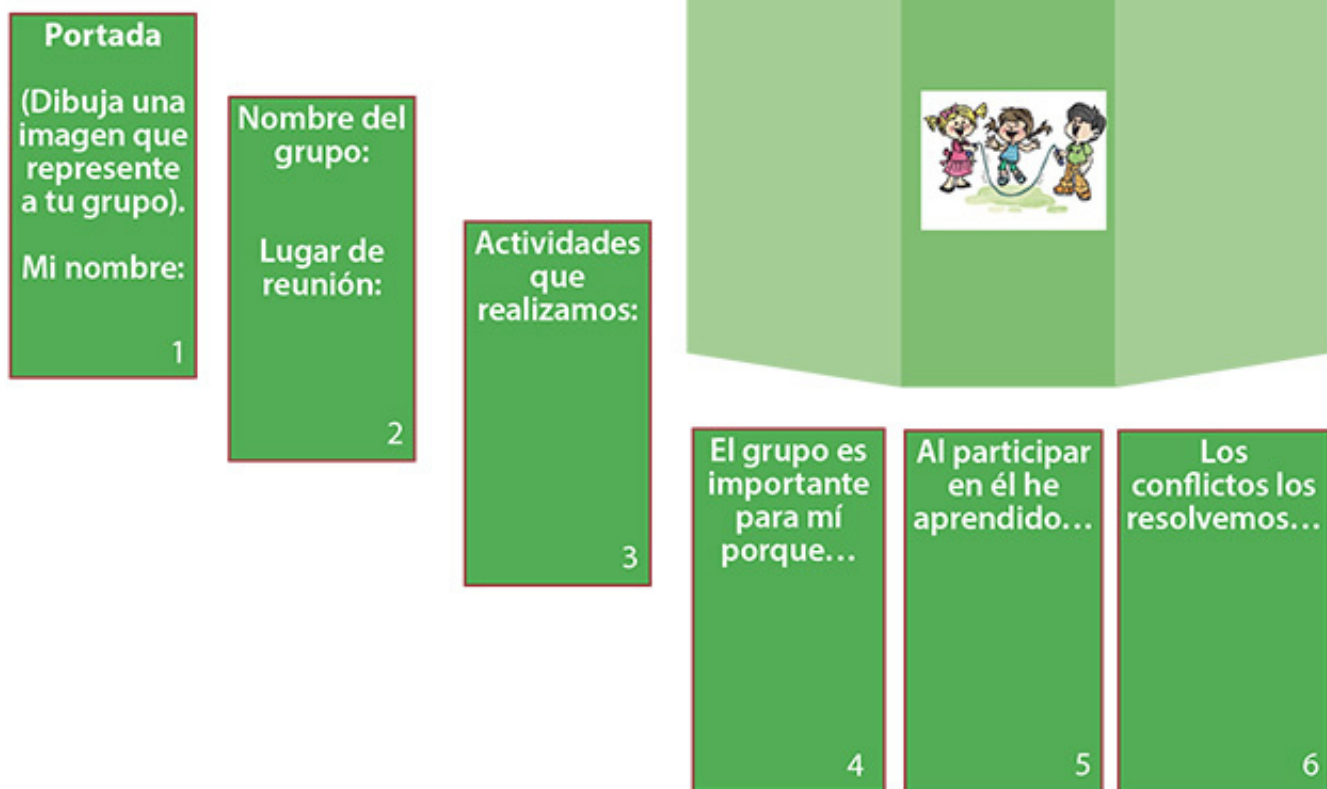 Portada
(Dibuja una
imagen que
represente
a tu grupo).
Mi nombre:
1
Nombre del
grupo:
Lugar de
reunión:
2
Actividades
que
realizamos:
3
El grupo es
importante
para mí
porque...
4
Al participar
en él he
aprendido...
5
Los
conflictos los
resolvemos...
6